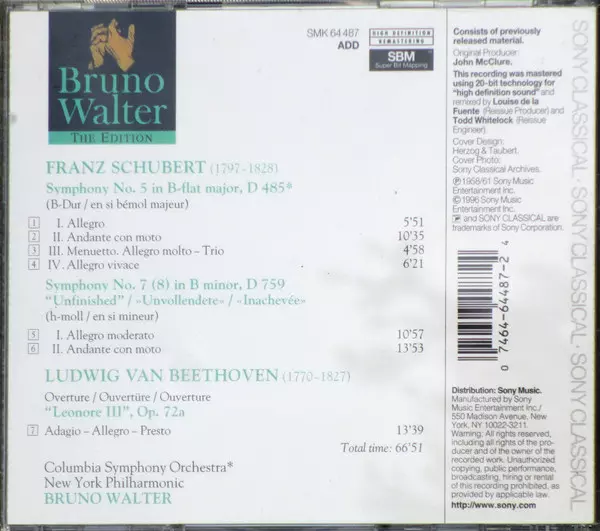 Bruno
Walter
THE EDITION
SMK 64 487
ADD
HIGH DEFINITION
REMASTERING
SBM
Super Bit Mapping
FRANZ SCHUBERT (1797-1828)
Symphony No. 5 in B-flat major, D 485*
(B-Dur / en si bémol majeur)
1 I. Allegro 5'51
2 II. Andante con moto 10'35
3 III. Menuetto. Allegro molto – Trio 4'58
4 IV. Allegro vivace 6'21
Symphony No. 7 (8) in B minor, D 759
"Unfinished" / «Unvollendete» / «Inachevée»
(h-moll / en si mineur)
5 I. Allegro moderato 10'57
6 II. Andante con moto 13'53
LUDWIG VAN BEETHOVEN (1770-1827)
Overture / Ouvertüre / Ouverture
"Leonore III", Op. 72a
7 Adagio – Allegro – Presto 13'39
Total time: 66'51
Columbia Symphony Orchestra*
New York Philharmonic
BRUNO WALTER
Consists of previously
released material.
Original Producer:
John McClure.
This recording was mastered
using 20-bit technology for
"high definition sound" and
remixed by Louise de la
Fuente (Reissue Producer) and
Todd Whitelock (Reissue
Engineer).
Cover Design:
Herzog & Taubert.
Cover Photo:
Sony Classical Archives.
℗ 1958/61 Sony Music
Entertainment Inc.
© 1996 Sony Music
Entertainment Inc.
and SONY CLASSICAL are
trademarks of Sony Corporation.
0 7464-64487-2 4
Distribution: Sony Music.
Manufactured by Sony
Music Entertainment Inc./
550 Madison Avenue, New
York, NY 10022-3211.
Warning: All rights reserved,
including all rights of the pro-
ducer and of the owner of the
recorded work. Unauthorized
copying, public performance,
broadcasting, hiring or rental
of this recording prohibited, as
provided by applicable law.
http://www.sony.com
SONY CLASSICAL · SONY CLASSICAL · SONY CLASSICAL